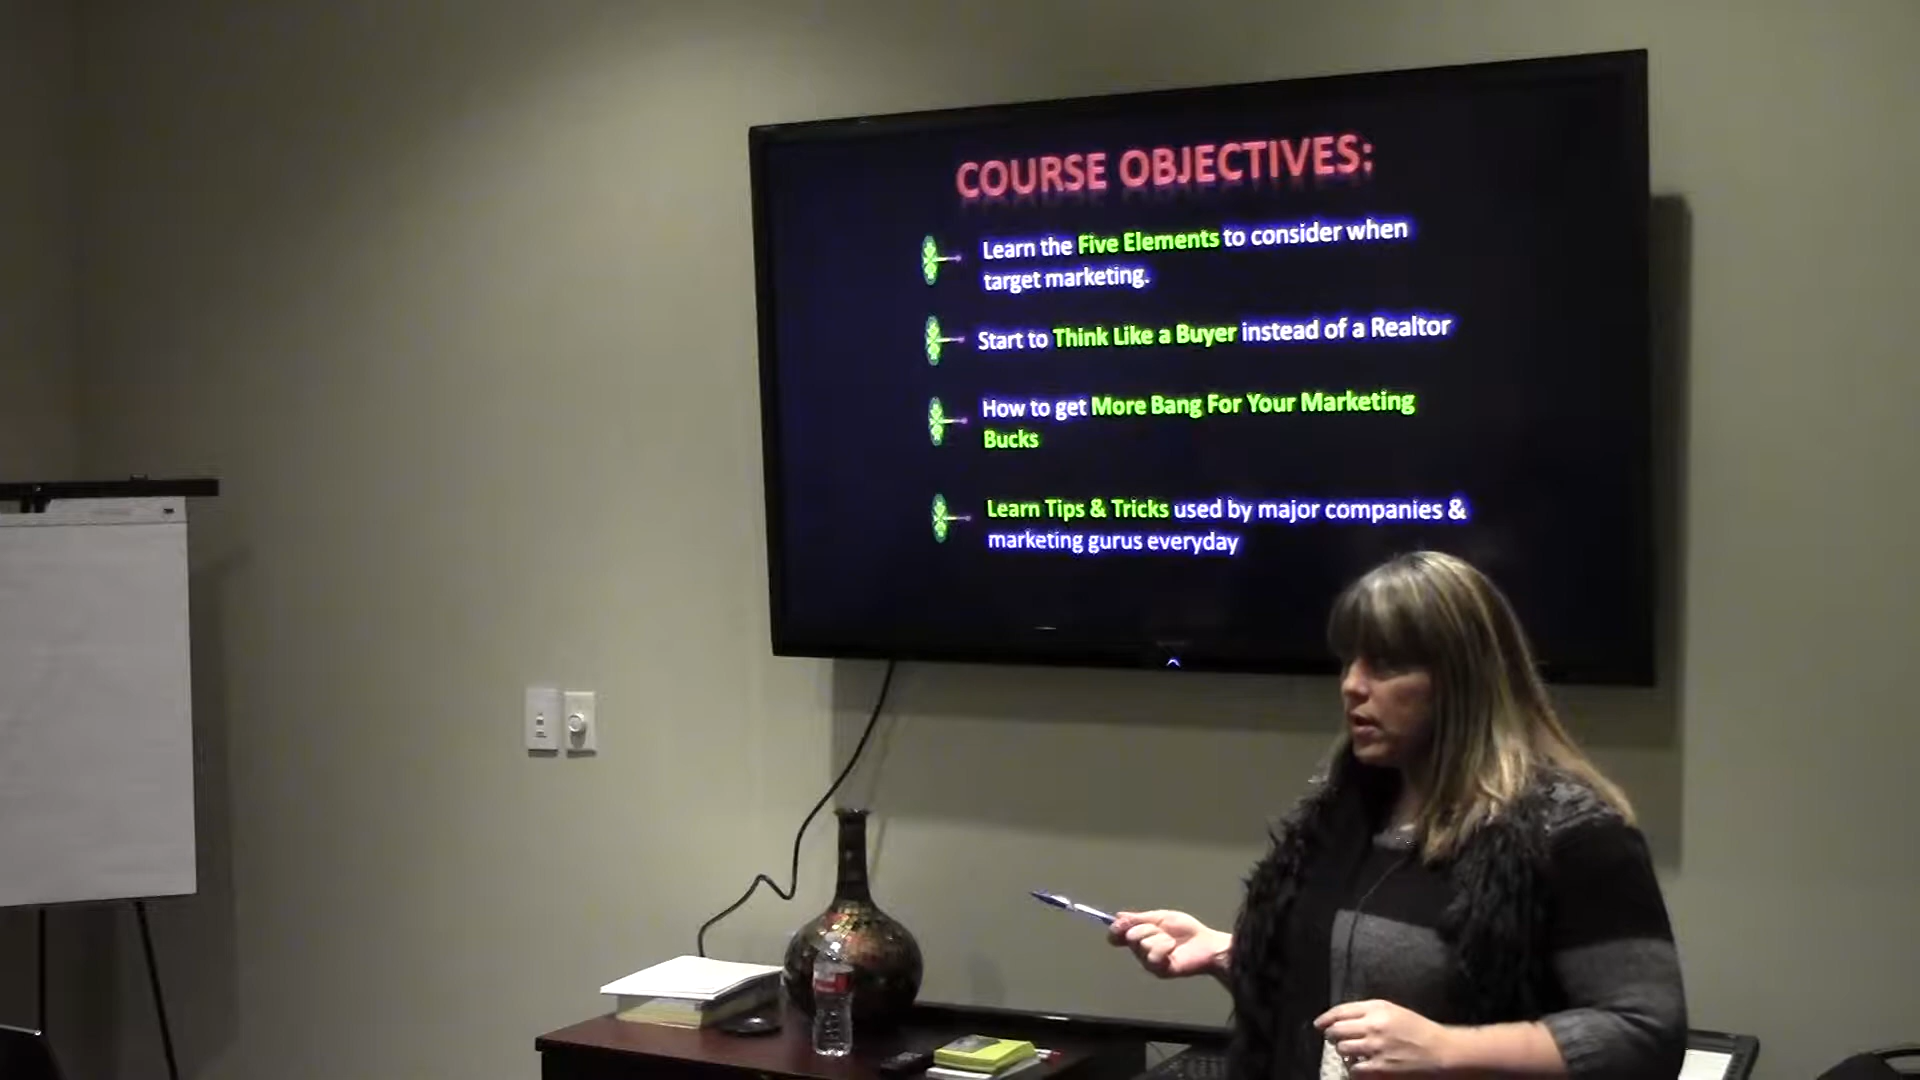 COURSE OBJECTIVES:
Learn the Five Elements to consider when
target marketing.
Start to Think Like a Buyer instead of a Realtor
How to get More Bang For Your Marketing
Bucks
Learn Tips & Tricks used by major companies &
marketing gurus everyday